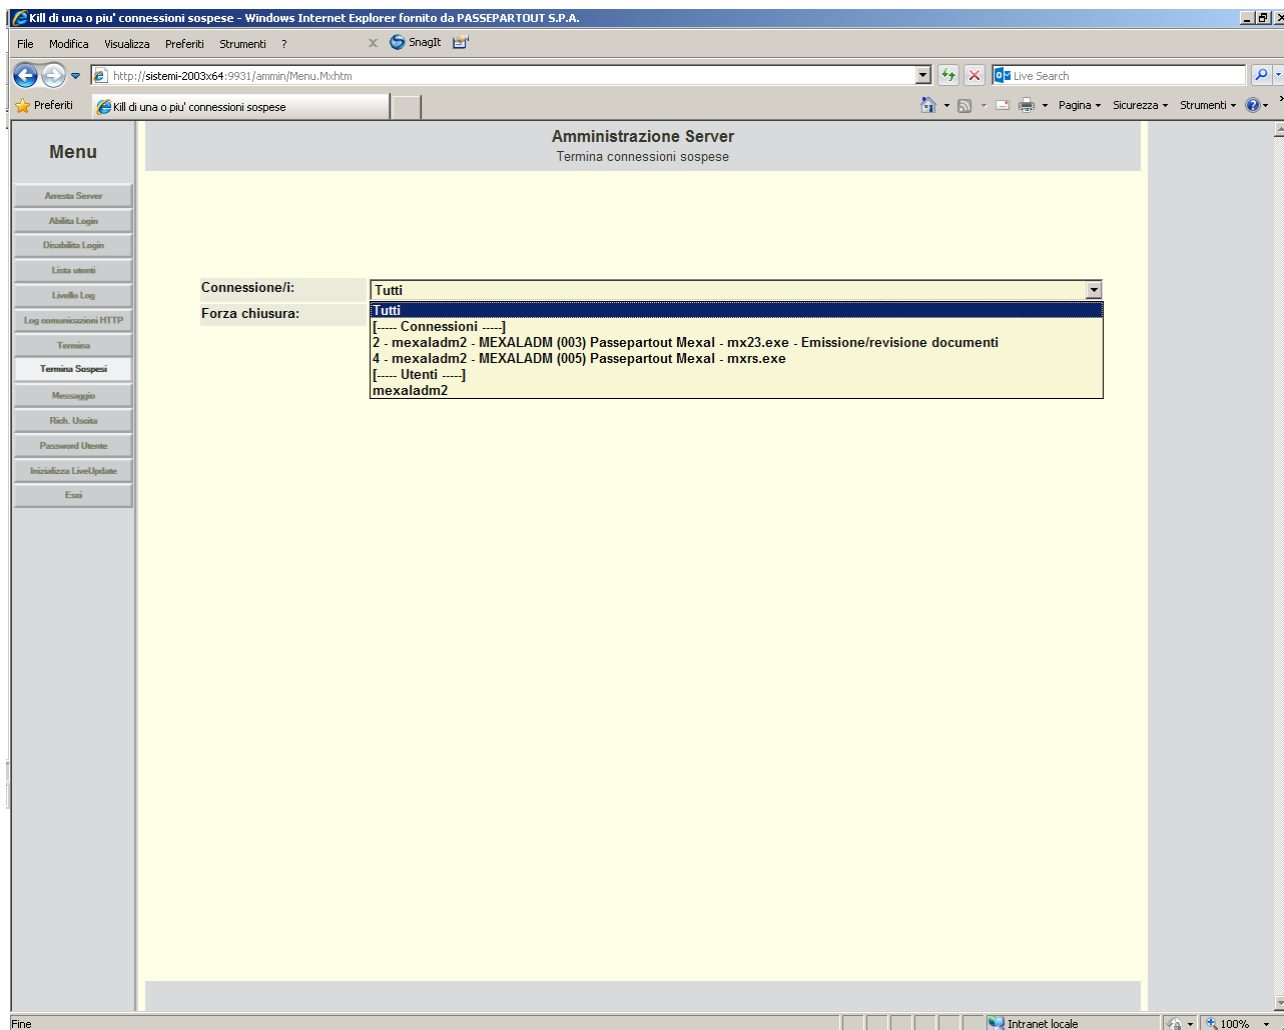 Kill di una o piu' connessioni sospese - Windows Internet Explorer fornito da PASSEPARTOUT S.P.A.
File Modifica Visualizza Preferiti Strumenti ? x SnagIt
http://sistemi-2003x64:9931/ammin/Menu.Mxhtm
Live Search
Preferiti
Kill di una o piu' connessioni sospese
Pagina Sicurezza Strumenti
Menu
Amministrazione Server
Termina connessioni sospese
Arresta Server
Abilita Login
Disabilita Login
Lista utenti
Livello Log
Log comunicazioni HTTP
Termina
Termina Sospesi
Messaggio
Rich. Uscita
Password Utente
Inizializza LiveUpdate
Esci
Connessione/i: Tutti
Forza chiusura:
Tutti
[----- Connessioni -----]
2 - mexaladm2 - MEXALADM (003) Passepartout Mexal - mx23.exe - Emissione/revisione documenti
4 - mexaladm2 - MEXALADM (005) Passepartout Mexal - mxrs.exe
[----- Utenti -----]
mexaladm2
Fine
Intranet locale
100%